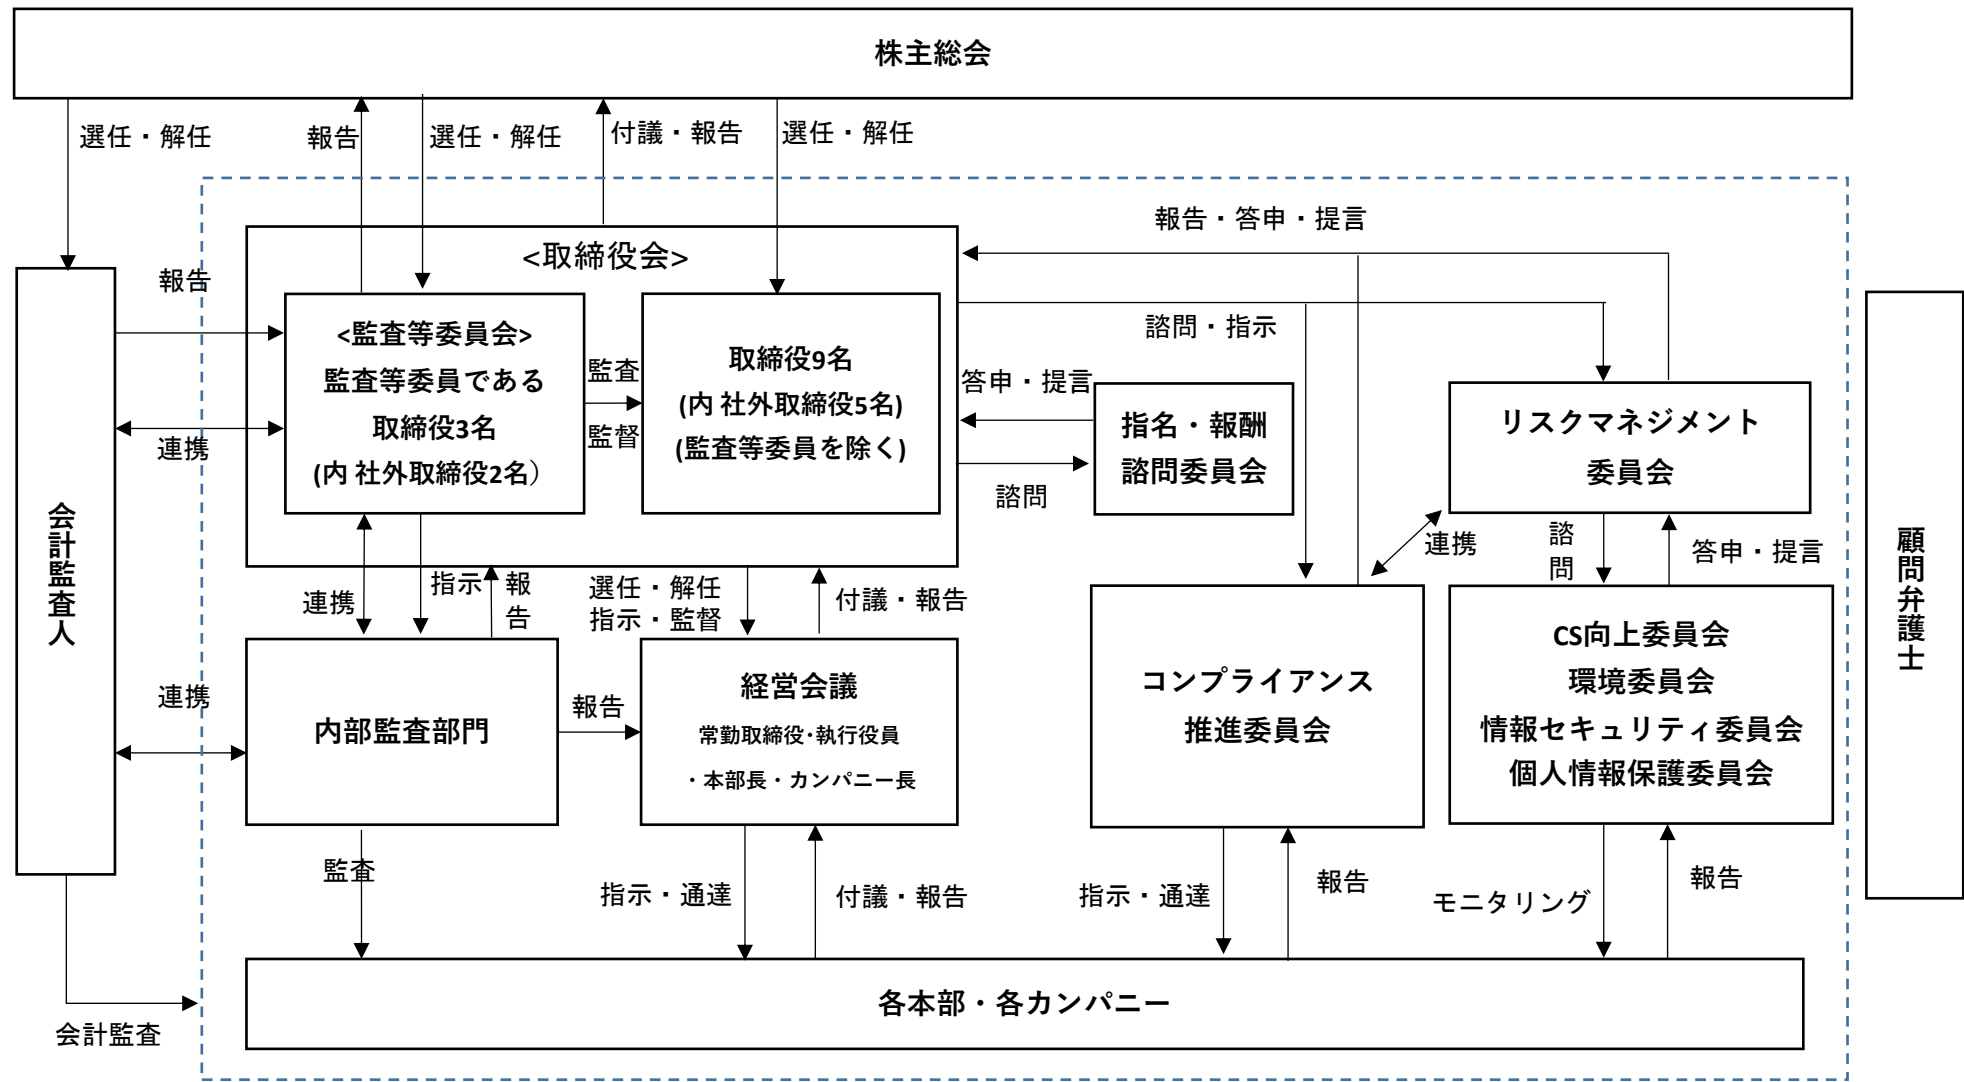 株主総会
選任・解任
報告
選任・解任
付議・報告
選任・解任
報告・答申・提言
<取締役会>
報告
<監査等委員会>
監査等委員である
取締役3名
(内 社外取締役2名）
監査
監督
取締役9名
(内 社外取締役5名)
(監査等委員を除く)
諮問・指示
答申・提言
指名・報酬
諮問委員会
諮問
リスクマネジメント
委員会
連携
会計監査人
顧問弁護士
連携
諮問
答申・提言
連携
指示
報告
選任・解任
指示・監督
付議・報告
連携
内部監査部門
報告
経営会議
常勤取締役・執行役員
・本部長・カンパニー長
コンプライアンス
推進委員会
CS向上委員会
環境委員会
情報セキュリティ委員会
個人情報保護委員会
監査
指示・通達
付議・報告
指示・通達
報告
モニタリング
報告
各本部・各カンパニー
会計監査